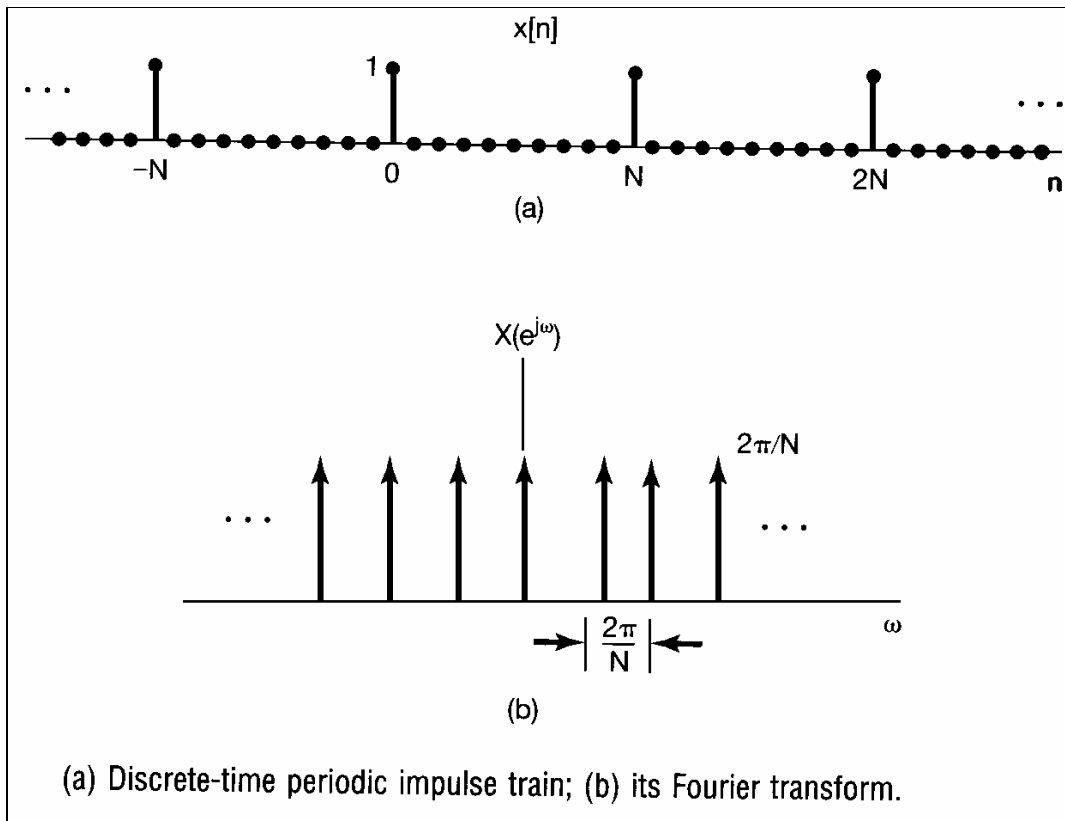 x[n]
1
. . .
. . .
–N
0
N
2N
n
(a)
X(e^jω)
2π/N
. . .
. . .
2π
N
ω
(b)
(a) Discrete-time periodic impulse train; (b) its Fourier transform.